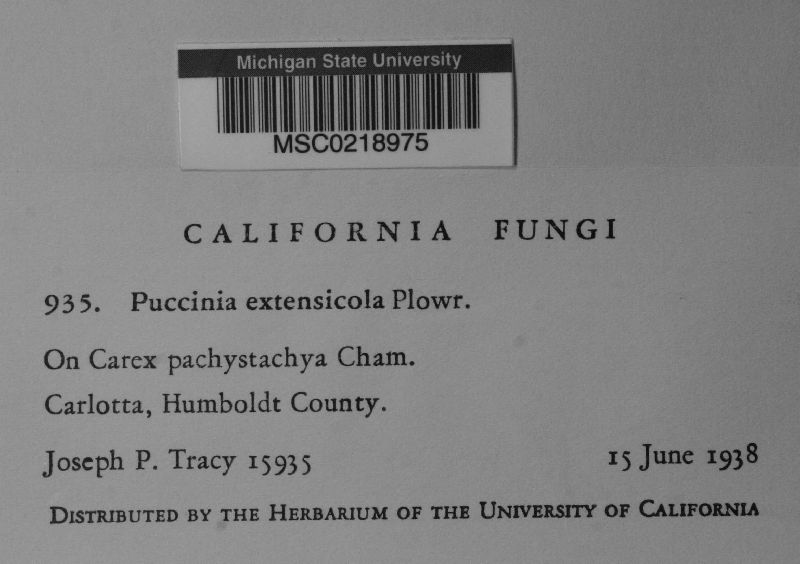 Michigan State University
MSC0218975
CALIFORNIA FUNGI
935. Puccinia extensicola Plowr.
On Carex pachystachya Cham.
Carlotta, Humboldt County.
Joseph P. Tracy 15935 15 June 1938
DISTRIBUTED BY THE HERBARIUM OF THE UNIVERSITY OF CALIFORNIA